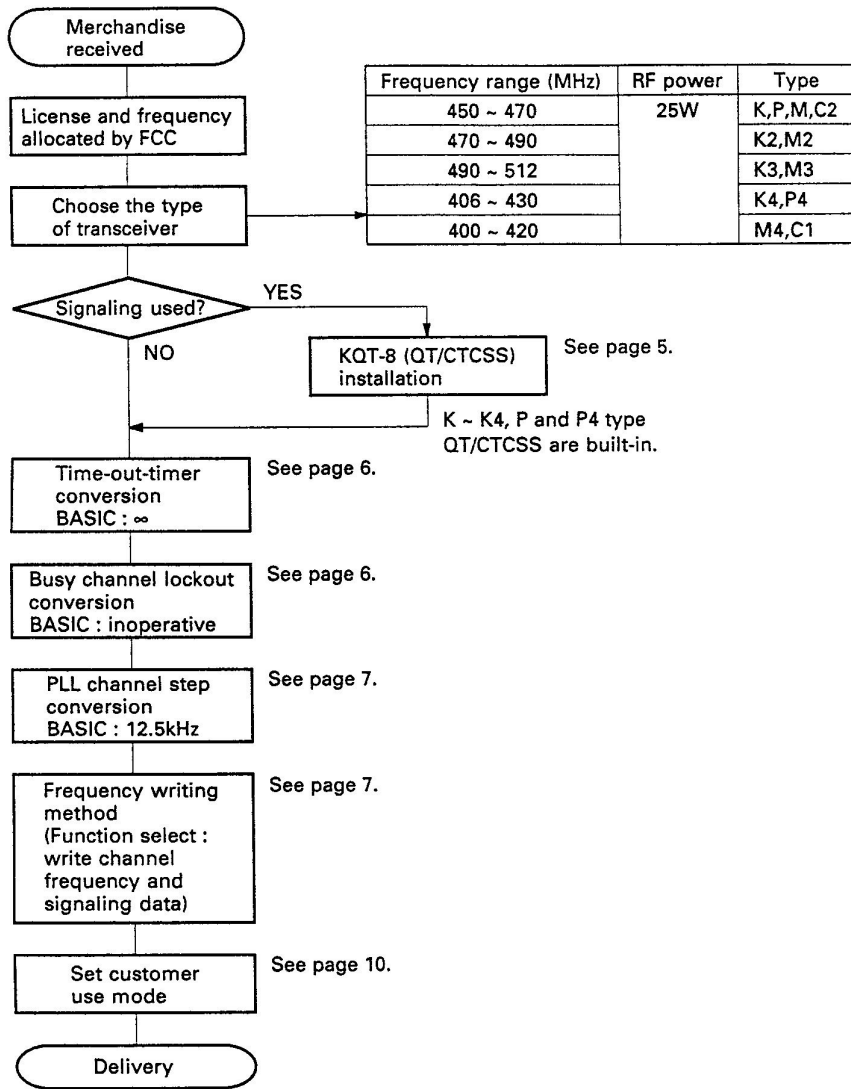 Merchandise
received
License and frequency
allocated by FCC
Choose the type
of transceiver
Frequency range (MHz) RF power Type
450 ~ 470 25W K,P,M,C2
470 ~ 490 K2,M2
490 ~ 512 K3,M3
406 ~ 430 K4,P4
400 ~ 420 M4,C1
Signaling used?
YES
NO
KQT-8 (QT/CTCSS)
installation
See page 5.
K ~ K4, P and P4 type
QT/CTCSS are built-in.
Time-out-timer
conversion
BASIC : ∞
See page 6.
Busy channel lockout
conversion
BASIC : inoperative
See page 6.
PLL channel step
conversion
BASIC : 12.5kHz
See page 7.
Frequency writing
method
(Function select :
write channel
frequency and
signaling data)
See page 7.
Set customer
use mode
See page 10.
Delivery